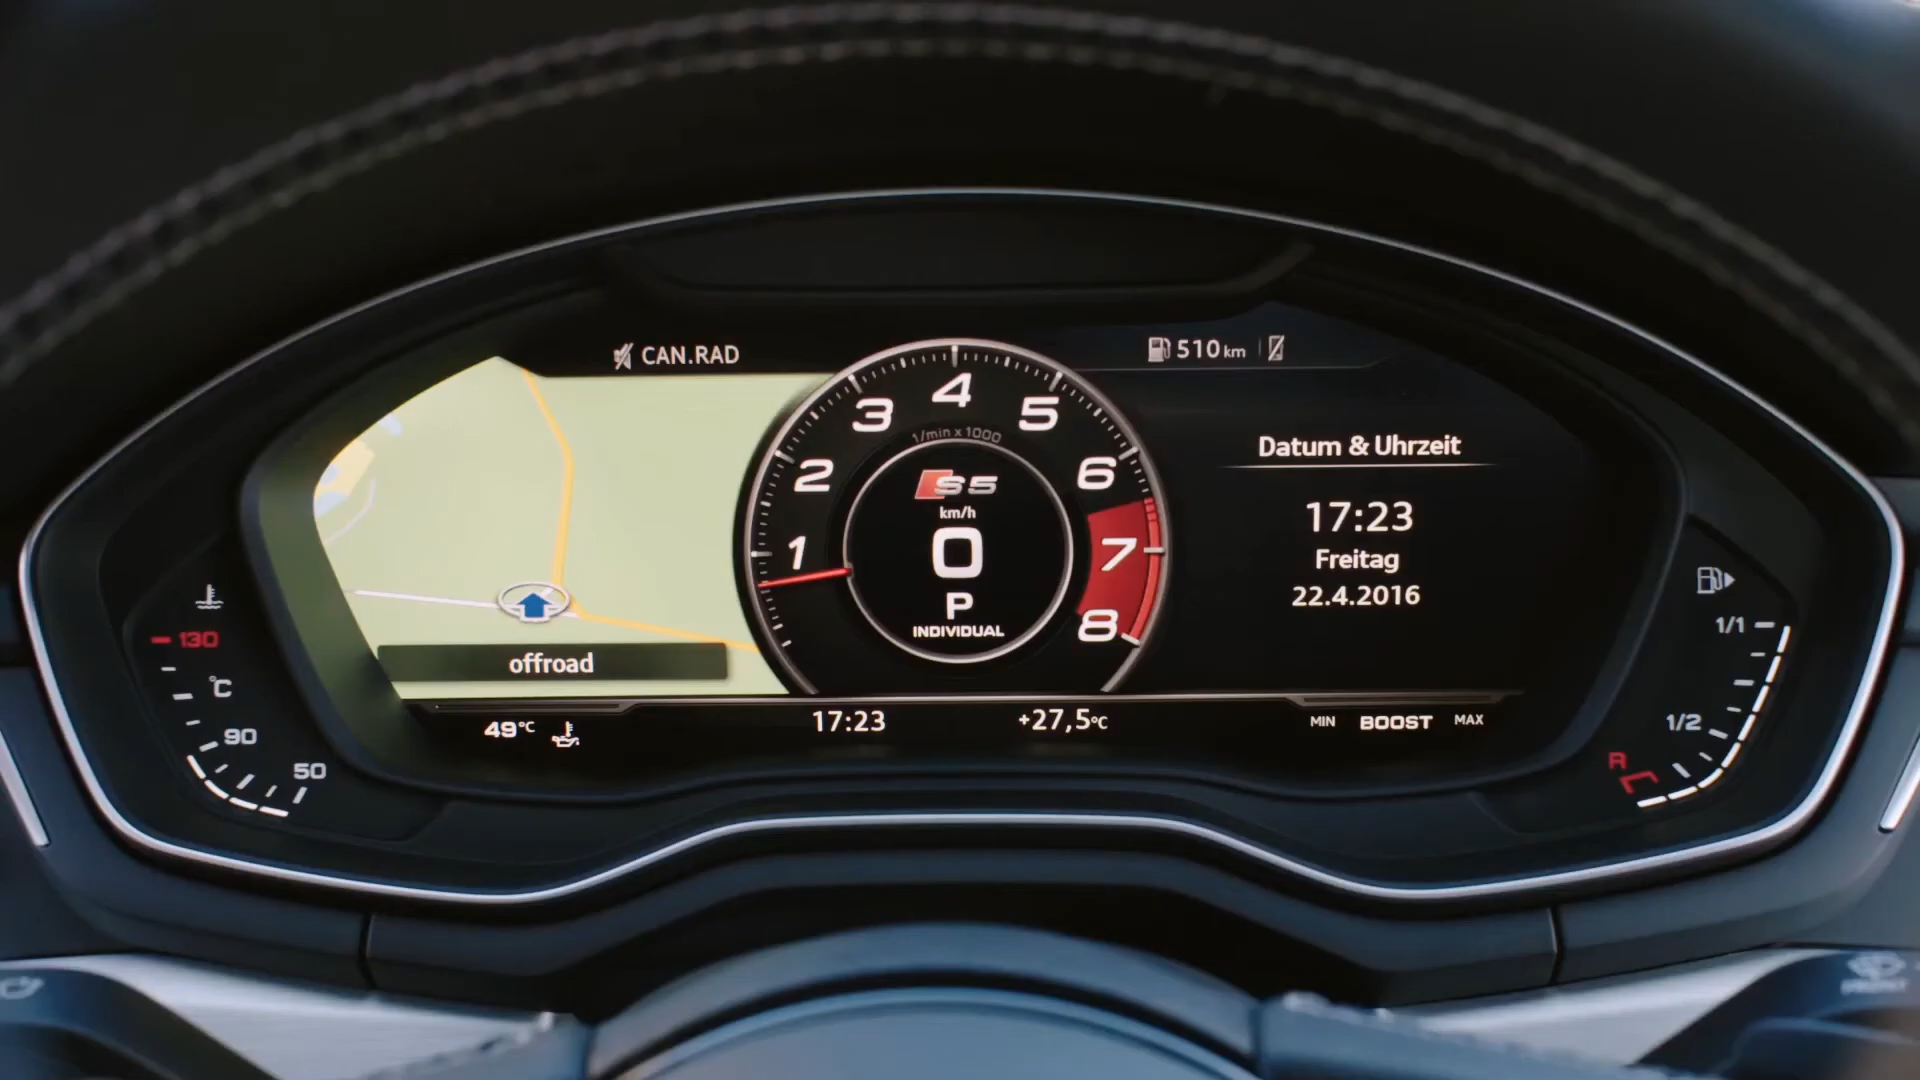 CAN.RAD
510 km
1 2 3 4 5 6 7 8
1/min x 1000
S5
km/h
0
P
INDIVIDUAL
Datum & Uhrzeit
17:23
Freitag
22.4.2016
offroad
130
°C
90
50
1/1
1/2
R
49°C
17:23
+27,5°C
MIN BOOST MAX